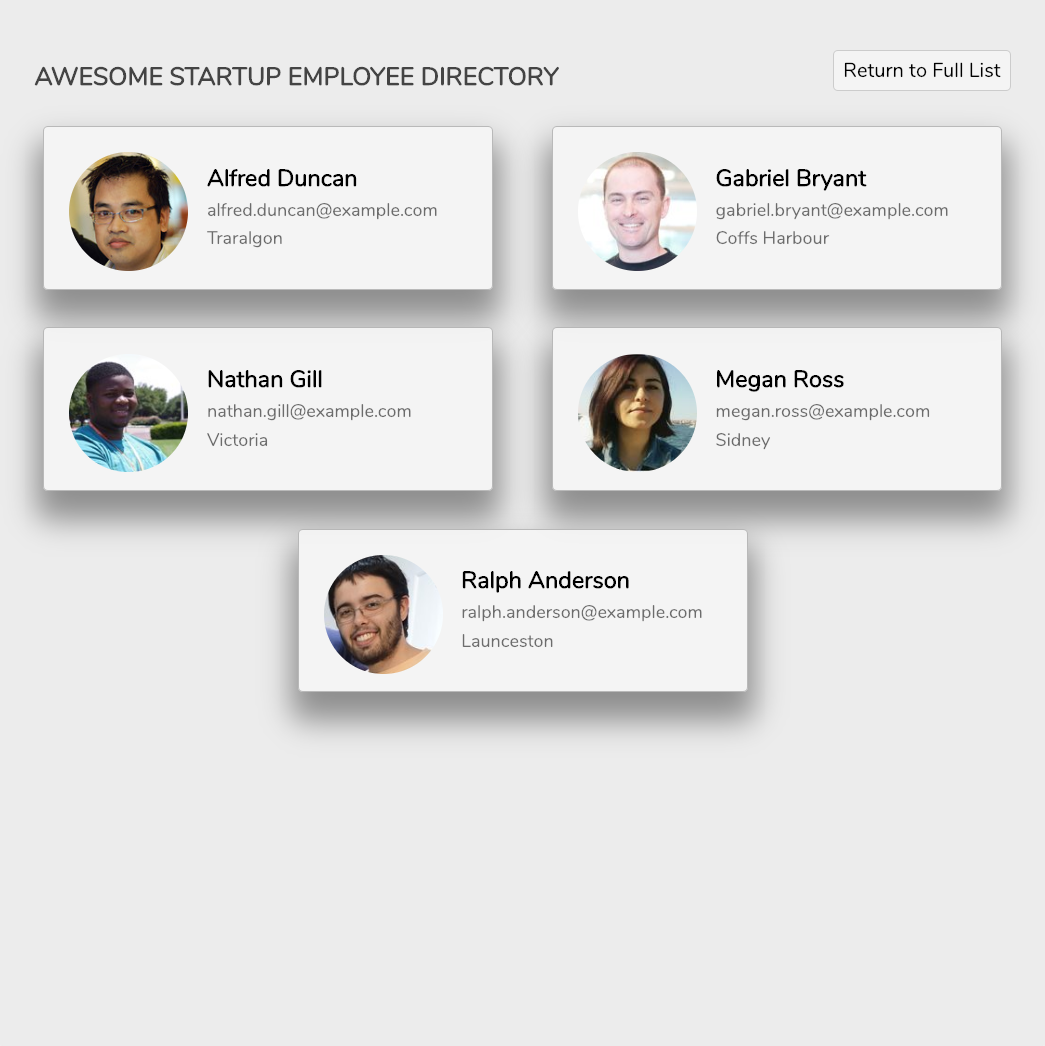 AWESOME STARTUP EMPLOYEE DIRECTORY
Return to Full List
Alfred Duncan
alfred.duncan@example.com
Traralgon
Gabriel Bryant
gabriel.bryant@example.com
Coffs Harbour
Nathan Gill
nathan.gill@example.com
Victoria
Megan Ross
megan.ross@example.com
Sidney
Ralph Anderson
ralph.anderson@example.com
Launceston